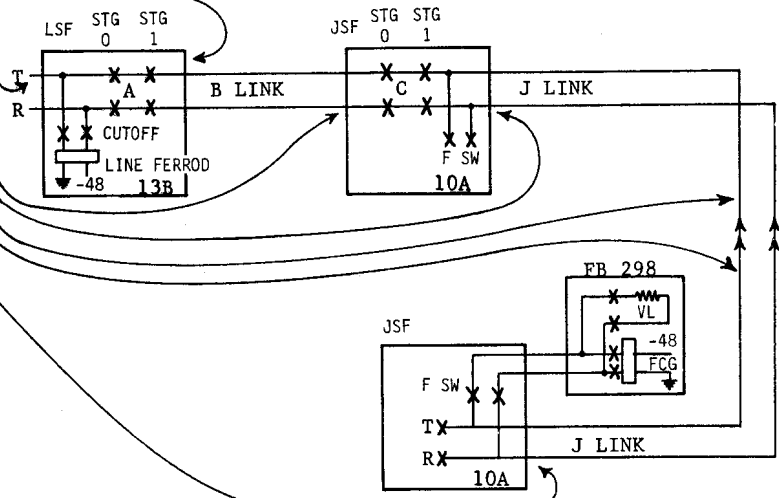 LSF
STG STG
0 1
JSF
STG STG
0 1
T
R
A
B LINK
C
J LINK
CUTOFF
LINE FERROD
-48
13B
F SW
10A
FB 298
VL
-48
FCG
JSF
F SW
T
R
J LINK
10A